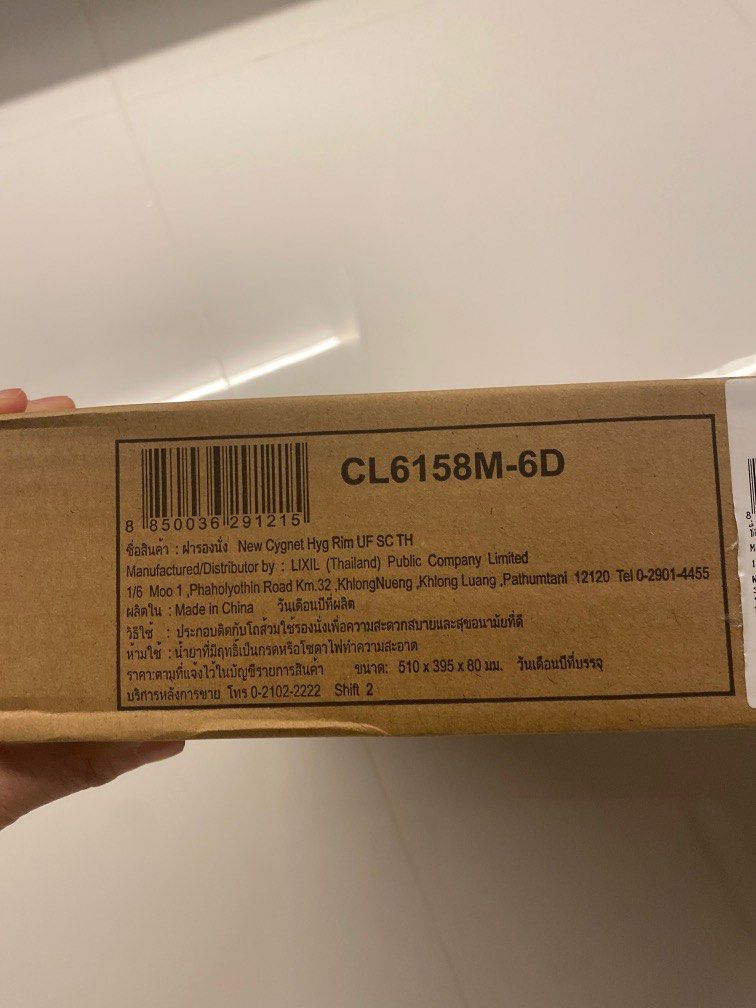 CL6158M-6D
8 850036 291215
ชื่อสินค้า : ฝารองนั่ง New Cygnet Hyg Rim UF SC TH
Manufactured/Distributor by : LIXIL (Thailand) Public Company Limited
1/6 Moo 1 ,Phaholyothin Road Km.32 ,KhlongNueng ,Khlong Luang ,Pathumtani 12120 Tel 0-2901-4455
ผลิตใน : Made in China วันเดือนปีที่ผลิต
วิธีใช้ : ประกอบติดกับโถส้วมใช้รองนั่งเพื่อความสะดวกสบายและสุขอนามัยที่ดี
ห้ามใช้ : น้ำยาที่มีฤทธิ์เป็นกรดหรือโซดาไฟทำความสะอาด
ราคา:ตามที่แจ้งไว้ในบัญชีรายการสินค้า ขนาด: 510 x 395 x 80 มม. วันเดือนปีที่บรรจุ
บริการหลังการขาย โทร 0-2102-2222 Shift 2